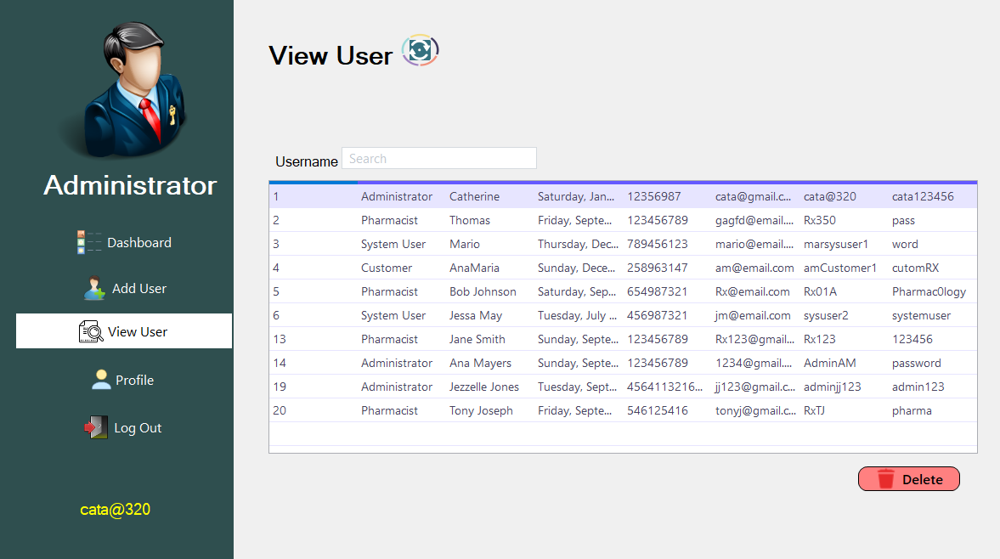 View User
Administrator
Dashboard
Add User
View User
Profile
Log Out
cata@320
Username Search
1 Administrator Catherine Saturday, Jan... 12356987 cata@gmail.c... cata@320 cata123456
2 Pharmacist Thomas Friday, Septe... 123456789 gagfd@email.... Rx350 pass
3 System User Mario Thursday, Dec... 789456123 mario@email.... marsysuser1 word
4 Customer AnaMaria Sunday, Dece... 258963147 am@email.com amCustomer1 cutomRX
5 Pharmacist Bob Johnson Saturday, Sep... 654987321 Rx@email.com Rx01A Pharmac0logy
6 System User Jessa May Tuesday, July ... 456987321 jm@email.com sysuser2 systemuser
13 Pharmacist Jane Smith Sunday, Septe... 123456789 Rx123@gmail... Rx123 123456
14 Administrator Ana Mayers Sunday, Septe... 123456789 1234@gmail.... AdminAM password
19 Administrator Jezzelle Jones Tuesday, Sept... 4564113216... jj123@gmail.c... adminjj123 admin123
20 Pharmacist Tony Joseph Friday, Septe... 546125416 tonyj@gmail.c... RxTJ pharma
Delete